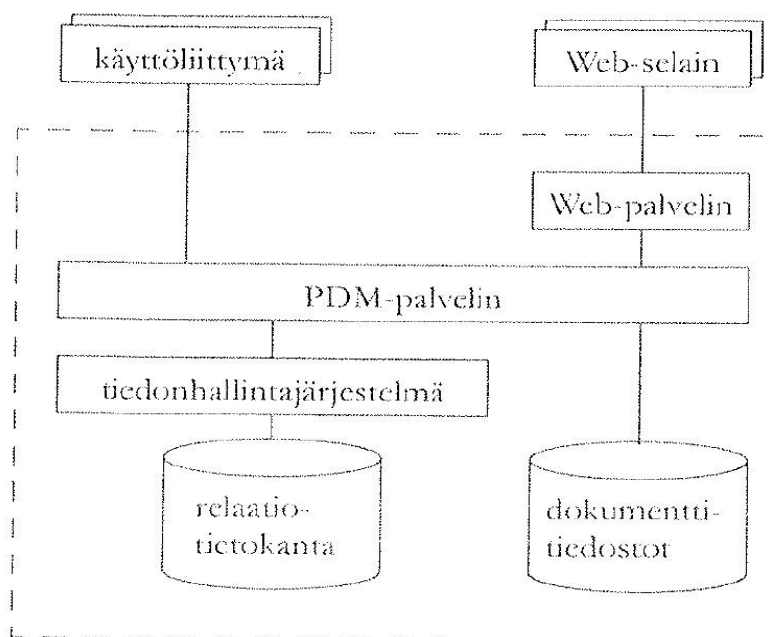 käyttöliittymä
Web-selain
Web-palvelin
PDM-palvelin
tiedonhallintajärjestelmä
relaatio-
tietokanta
dokumentti-
tiedostot